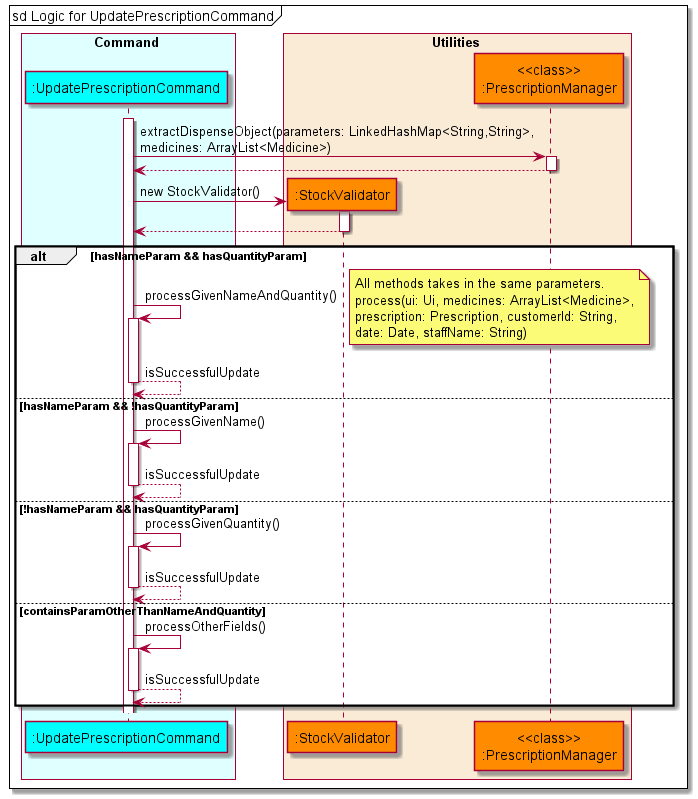 sd Logic for UpdatePrescriptionCommand
Command
Utilities
:UpdatePrescriptionCommand
<<class>>
:PrescriptionManager
extractDispenseObject(parameters: LinkedHashMap<String,String>,
medicines: ArrayList<Medicine>)
new StockValidator()
:StockValidator
alt
[hasNameParam && hasQuantityParam]
All methods takes in the same parameters.
process(ui: Ui, medicines: ArrayList<Medicine>,
prescription: Prescription, customerId: String,
date: Date, staffName: String)
processGivenNameAndQuantity()
isSuccessfulUpdate
[hasNameParam && !hasQuantityParam]
processGivenName()
isSuccessfulUpdate
[!hasNameParam && hasQuantityParam]
processGivenQuantity()
isSuccessfulUpdate
[containsParamOtherThanNameAndQuantity]
processOtherFields()
isSuccessfulUpdate
:UpdatePrescriptionCommand
:StockValidator
<<class>>
:PrescriptionManager